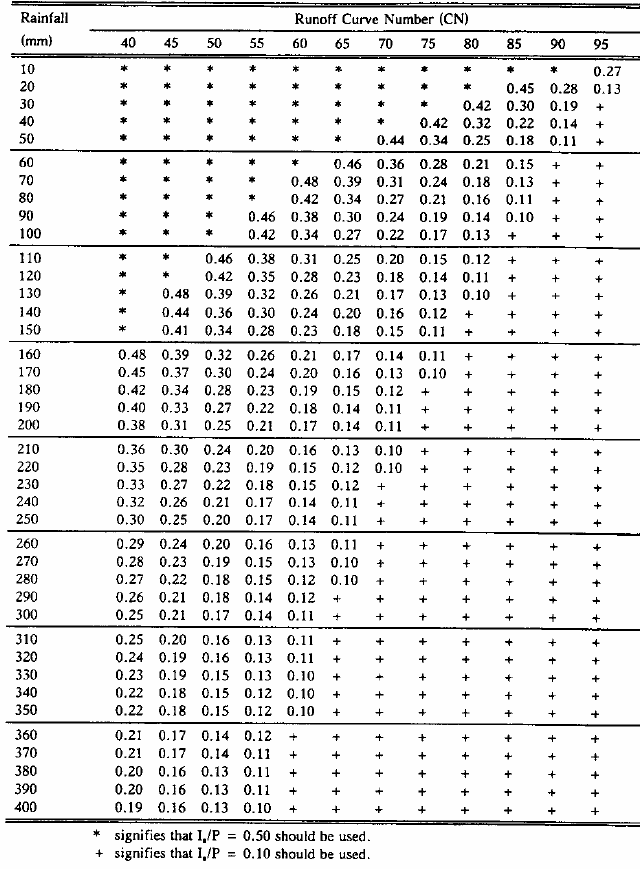 Rainfall Runoff Curve Number (CN)
(mm) 40 45 50 55 60 65 70 75 80 85 90 95
10 * * * * * * * * * * * 0.27
20 * * * * * * * * * 0.45 0.28 0.13
30 * * * * * * * * 0.42 0.30 0.19 +
40 * * * * * * * 0.42 0.32 0.22 0.14 +
50 * * * * * * 0.44 0.34 0.25 0.18 0.11 +
60 * * * * * 0.46 0.36 0.28 0.21 0.15 + +
70 * * * * 0.48 0.39 0.31 0.24 0.18 0.13 + +
80 * * * * 0.42 0.34 0.27 0.21 0.16 0.11 + +
90 * * * 0.46 0.38 0.30 0.24 0.19 0.14 0.10 + +
100 * * * 0.42 0.34 0.27 0.22 0.17 0.13 + + +
110 * * 0.46 0.38 0.31 0.25 0.20 0.15 0.12 + + +
120 * * 0.42 0.35 0.28 0.23 0.18 0.14 0.11 + + +
130 * 0.48 0.39 0.32 0.26 0.21 0.17 0.13 0.10 + + +
140 * 0.44 0.36 0.30 0.24 0.20 0.16 0.12 + + + +
150 * 0.41 0.34 0.28 0.23 0.18 0.15 0.11 + + + +
160 0.48 0.39 0.32 0.26 0.21 0.17 0.14 0.11 + + + +
170 0.45 0.37 0.30 0.24 0.20 0.16 0.13 0.10 + + + +
180 0.42 0.34 0.28 0.23 0.19 0.15 0.12 + + + + +
190 0.40 0.33 0.27 0.22 0.18 0.14 0.11 + + + + +
200 0.38 0.31 0.25 0.21 0.17 0.14 0.11 + + + + +
210 0.36 0.30 0.24 0.20 0.16 0.13 0.10 + + + + +
220 0.35 0.28 0.23 0.19 0.15 0.12 0.10 + + + + +
230 0.33 0.27 0.22 0.18 0.15 0.12 + + + + + +
240 0.32 0.26 0.21 0.17 0.14 0.11 + + + + + +
250 0.30 0.25 0.20 0.17 0.14 0.11 + + + + + +
260 0.29 0.24 0.20 0.16 0.13 0.11 + + + + + +
270 0.28 0.23 0.19 0.15 0.13 0.10 + + + + + +
280 0.27 0.22 0.18 0.15 0.12 0.10 + + + + + +
290 0.26 0.21 0.18 0.14 0.12 + + + + + + +
300 0.25 0.21 0.17 0.14 0.11 + + + + + + +
310 0.25 0.20 0.16 0.13 0.11 + + + + + + +
320 0.24 0.19 0.16 0.13 0.11 + + + + + + +
330 0.23 0.19 0.15 0.13 0.10 + + + + + + +
340 0.22 0.18 0.15 0.12 0.10 + + + + + + +
350 0.22 0.18 0.15 0.12 0.10 + + + + + + +
360 0.21 0.17 0.14 0.12 + + + + + + + +
370 0.21 0.17 0.14 0.11 + + + + + + + +
380 0.20 0.16 0.13 0.11 + + + + + + + +
390 0.20 0.16 0.13 0.11 + + + + + + + +
400 0.19 0.16 0.13 0.10 + + + + + + + +
* signifies that Iₐ/P = 0.50 should be used.
+ signifies that Iₐ/P = 0.10 should be used.